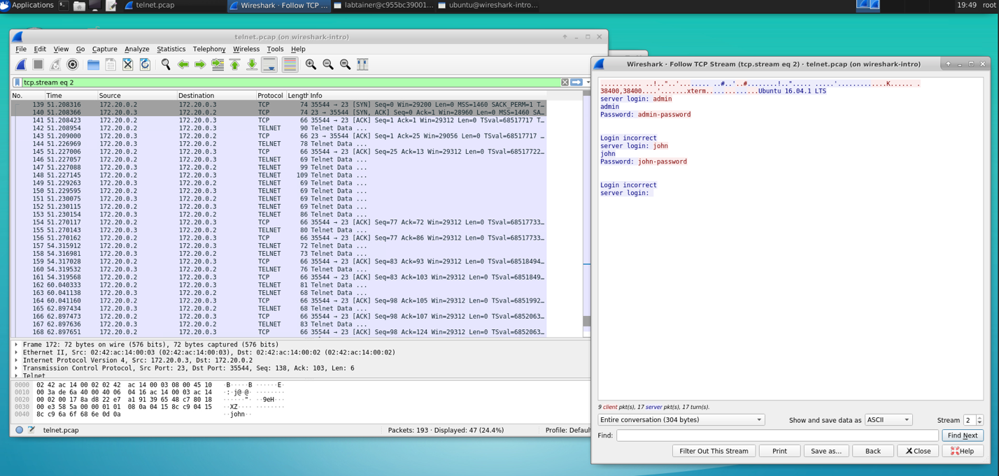 Applications
telnet.pcap
Wireshark · Follow TCP ...
labtainer@c955bc39001...
ubuntu@wireshark-intro...
19:49 root
telnet.pcap (on wireshark-intro)
File Edit View Go Capture Analyze Statistics Telephony Wireless Tools Help
tcp.stream eq 2
No. Time Source Destination Protocol Length Info
139 51.208316 172.20.0.2 172.20.0.3 TCP 74 35544 → 23 [SYN] Seq=0 Win=29200 Len=0 MSS=1460 SACK_PERM=1 T…
140 51.208366 172.20.0.3 172.20.0.2 TCP 74 23 → 35544 [SYN, ACK] Seq=0 Ack=1 Win=28960 Len=0 MSS=1460 SA…
141 51.208423 172.20.0.2 172.20.0.3 TCP 66 35544 → 23 [ACK] Seq=1 Ack=1 Win=29312 Len=0 TSval=68517717 T…
142 51.208954 172.20.0.2 172.20.0.3 TELNET 90 Telnet Data ...
143 51.209000 172.20.0.3 172.20.0.2 TCP 66 23 → 35544 [ACK] Seq=1 Ack=25 Win=29056 Len=0 TSval=68517717 …
144 51.226969 172.20.0.3 172.20.0.2 TELNET 78 Telnet Data ...
145 51.227006 172.20.0.2 172.20.0.3 TCP 66 35544 → 23 [ACK] Seq=25 Ack=13 Win=29312 Len=0 TSval=68517722…
146 51.227057 172.20.0.2 172.20.0.3 TELNET 69 Telnet Data ...
147 51.227088 172.20.0.3 172.20.0.2 TELNET 99 Telnet Data ...
148 51.227145 172.20.0.2 172.20.0.3 TELNET 109 Telnet Data ...
149 51.229263 172.20.0.3 172.20.0.2 TELNET 69 Telnet Data ...
150 51.229595 172.20.0.2 172.20.0.3 TELNET 69 Telnet Data ...
151 51.230075 172.20.0.3 172.20.0.2 TELNET 69 Telnet Data ...
152 51.230115 172.20.0.2 172.20.0.3 TELNET 69 Telnet Data ...
153 51.230154 172.20.0.3 172.20.0.2 TELNET 86 Telnet Data ...
154 51.270117 172.20.0.2 172.20.0.3 TCP 66 35544 → 23 [ACK] Seq=77 Ack=72 Win=29312 Len=0 TSval=68517733…
155 51.270143 172.20.0.3 172.20.0.2 TELNET 80 Telnet Data ...
156 51.270162 172.20.0.2 172.20.0.3 TCP 66 35544 → 23 [ACK] Seq=77 Ack=86 Win=29312 Len=0 TSval=68517733…
157 54.315912 172.20.0.2 172.20.0.3 TELNET 72 Telnet Data ...
158 54.316981 172.20.0.3 172.20.0.2 TELNET 73 Telnet Data ...
159 54.317028 172.20.0.2 172.20.0.3 TCP 66 35544 → 23 [ACK] Seq=83 Ack=93 Win=29312 Len=0 TSval=68518494…
160 54.319532 172.20.0.3 172.20.0.2 TELNET 76 Telnet Data ...
161 54.319568 172.20.0.2 172.20.0.3 TCP 66 35544 → 23 [ACK] Seq=83 Ack=103 Win=29312 Len=0 TSval=6851849…
162 60.040333 172.20.0.2 172.20.0.3 TELNET 81 Telnet Data ...
163 60.041138 172.20.0.3 172.20.0.2 TELNET 68 Telnet Data ...
164 60.041160 172.20.0.2 172.20.0.3 TCP 66 35544 → 23 [ACK] Seq=98 Ack=105 Win=29312 Len=0 TSval=6851992…
165 62.897434 172.20.0.3 172.20.0.2 TELNET 68 Telnet Data ...
166 62.897473 172.20.0.2 172.20.0.3 TCP 66 35544 → 23 [ACK] Seq=98 Ack=107 Win=29312 Len=0 TSval=6852063…
167 62.897636 172.20.0.3 172.20.0.2 TELNET 83 Telnet Data ...
168 62.897651 172.20.0.2 172.20.0.3 TCP 66 35544 → 23 [ACK] Seq=98 Ack=124 Win=29312 Len=0 TSval=6852063…
Frame 172: 72 bytes on wire (576 bits), 72 bytes captured (576 bits)
Ethernet II, Src: 02:42:ac:14:00:03 (02:42:ac:14:00:03), Dst: 02:42:ac:14:00:02 (02:42:ac:14:00:02)
Internet Protocol Version 4, Src: 172.20.0.3, Dst: 172.20.0.2
Transmission Control Protocol, Src Port: 23, Dst Port: 35544, Seq: 138, Ack: 103, Len: 6
Telnet
0000 02 42 ac 14 00 02 02 42 ac 14 00 03 08 00 45 10 ·B·····B ······E·
0010 00 3a de 6a 40 00 40 06 04 16 ac 14 00 03 ac 14 ·:·j@·@· ········
0020 00 02 00 17 8a d8 22 e7 a1 91 39 65 48 c7 80 18 ······"· ··9eH···
0030 00 e3 58 5a 00 00 01 01 08 0a 04 15 8c c9 04 15 ··XZ···· ········
0040 8c c9 6a 6f 68 6e 0d 0a ··john··
telnet.pcap
Packets: 193 · Displayed: 47 (24.4%)
Profile: Defaul
Wireshark · Follow TCP Stream (tcp.stream eq 2) · telnet.pcap (on wireshark-intro)
........... ..!.."..'..... ..... ..#..'..#........!.."..... .....'.............K...... .
38400,38400....'.......xterm..............Ubuntu 16.04.1 LTS
server login: admin
admin
Password: admin-password
Login incorrect
server login: john
john
Password: john-password
Login incorrect
server login:
9 client pkt(s), 17 server pkt(s), 17 turn(s).
Entire conversation (304 bytes)
Show and save data as ASCII
Stream 2
Find:
Find Next
Filter Out This Stream
Print
Save as...
Back
Close
Help